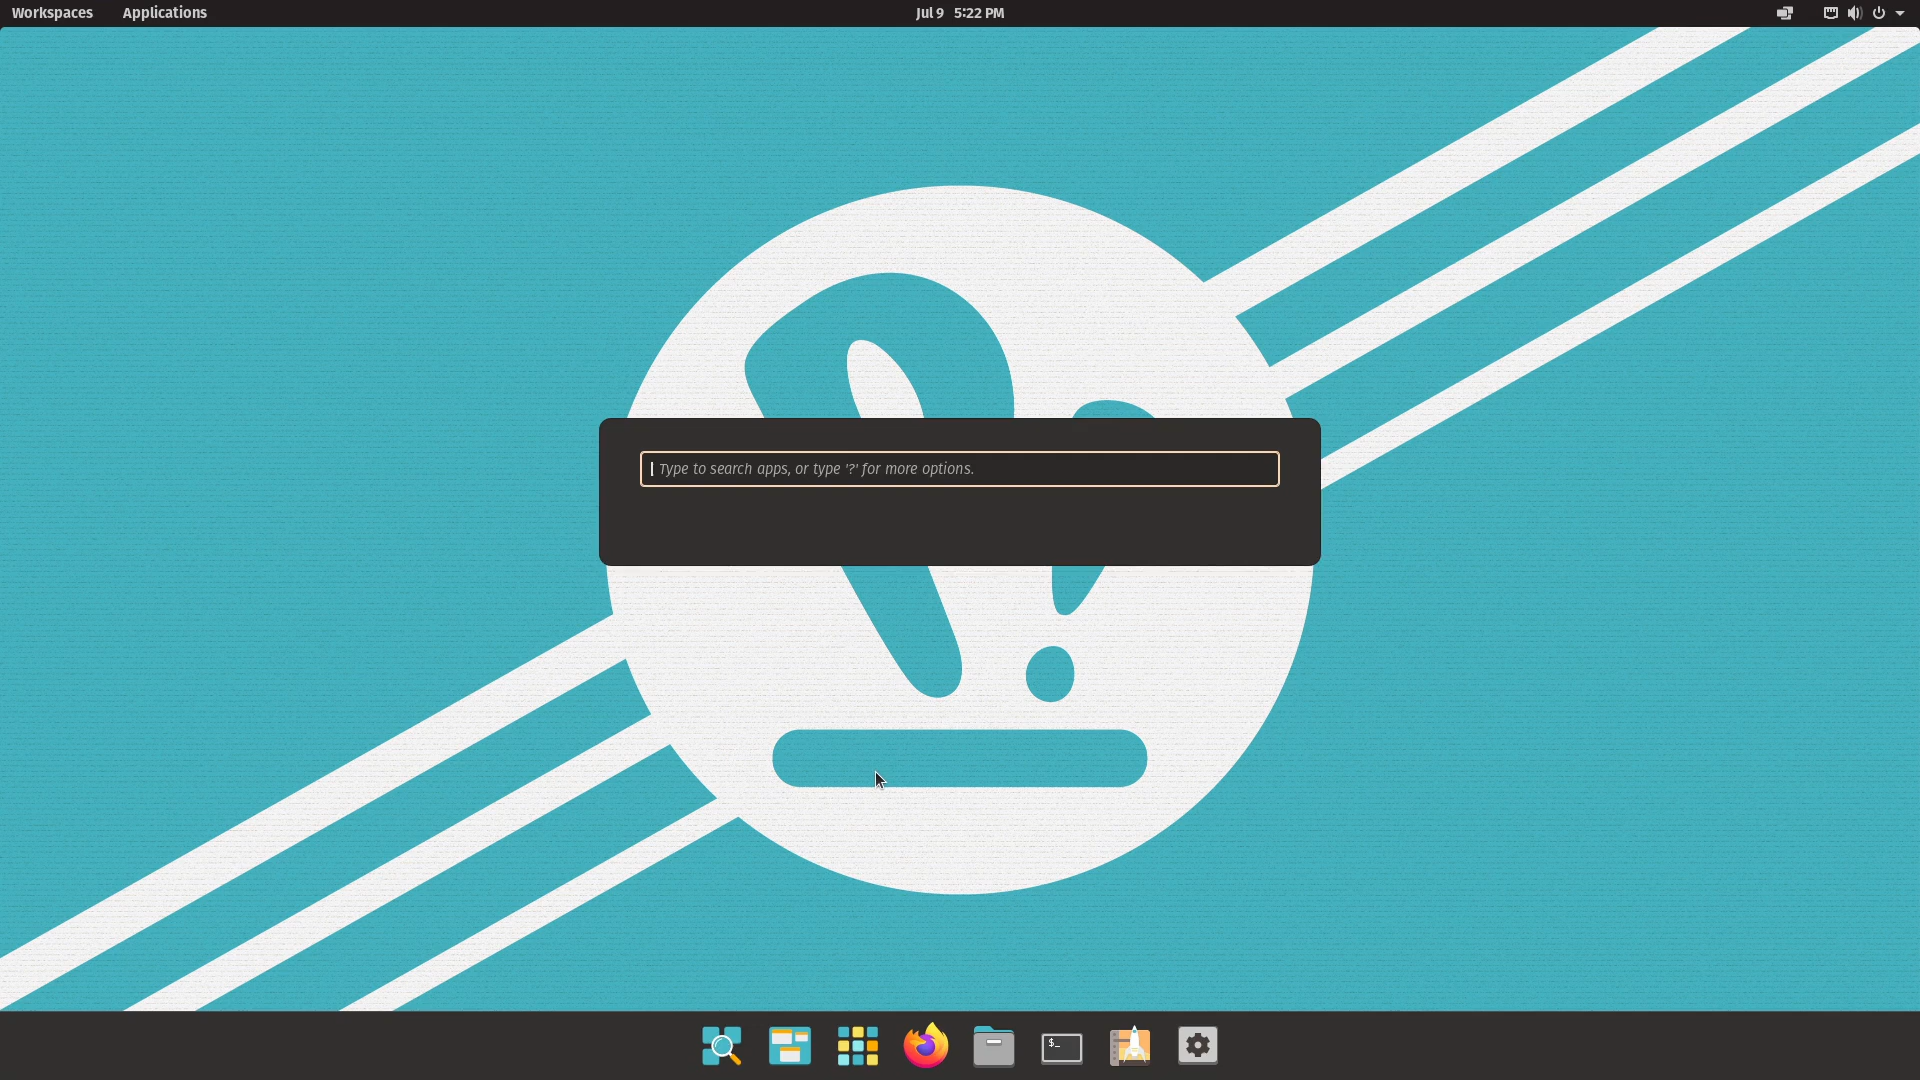 Workspaces Applications Jul 9 5:22 PM
Type to search apps, or type '?' for more options.
$_